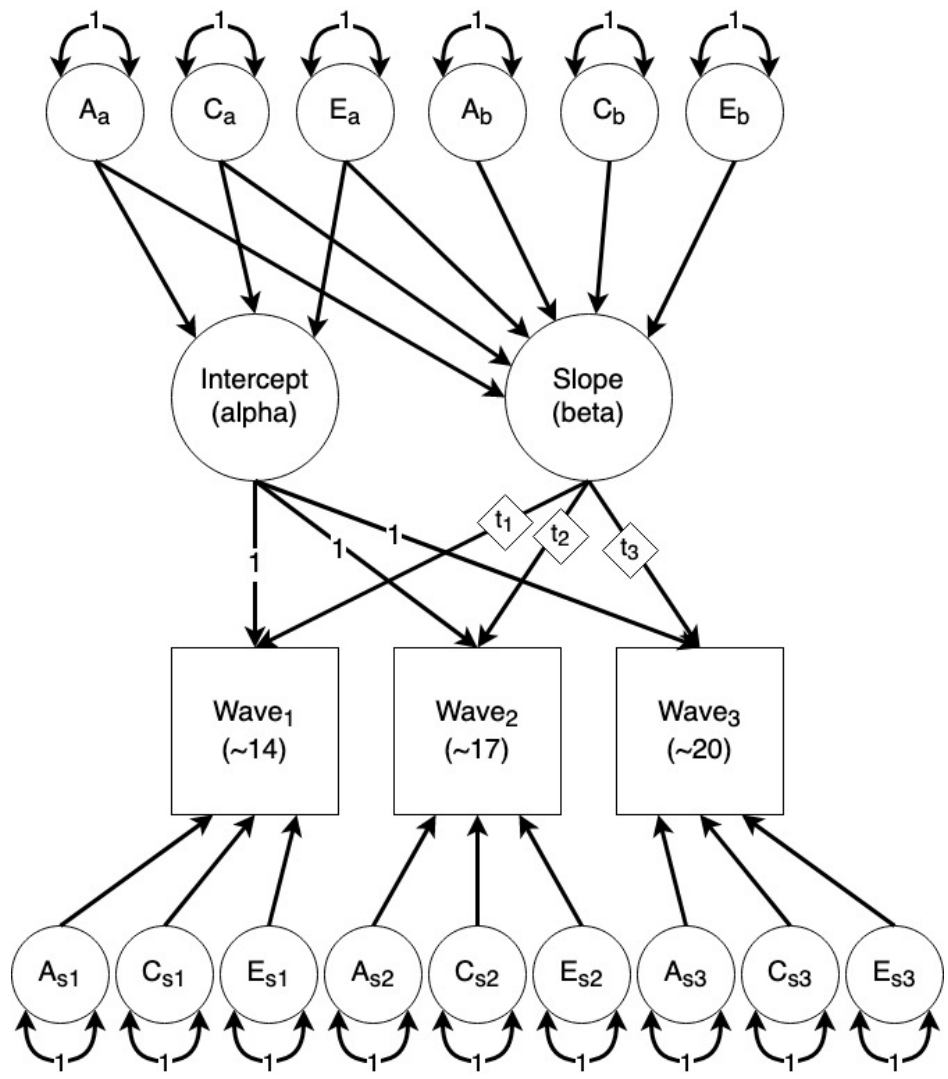 1 1 1 1 1 1
Aa Ca Ea Ab Cb Eb
Intercept
(alpha)
Slope
(beta)
1 1 1 t1 t2 t3
Wave1
(~14)
Wave2
(~17)
Wave3
(~20)
As1 Cs1 Es1 As2 Cs2 Es2 As3 Cs3 Es3
1 1 1 1 1 1 1 1 1